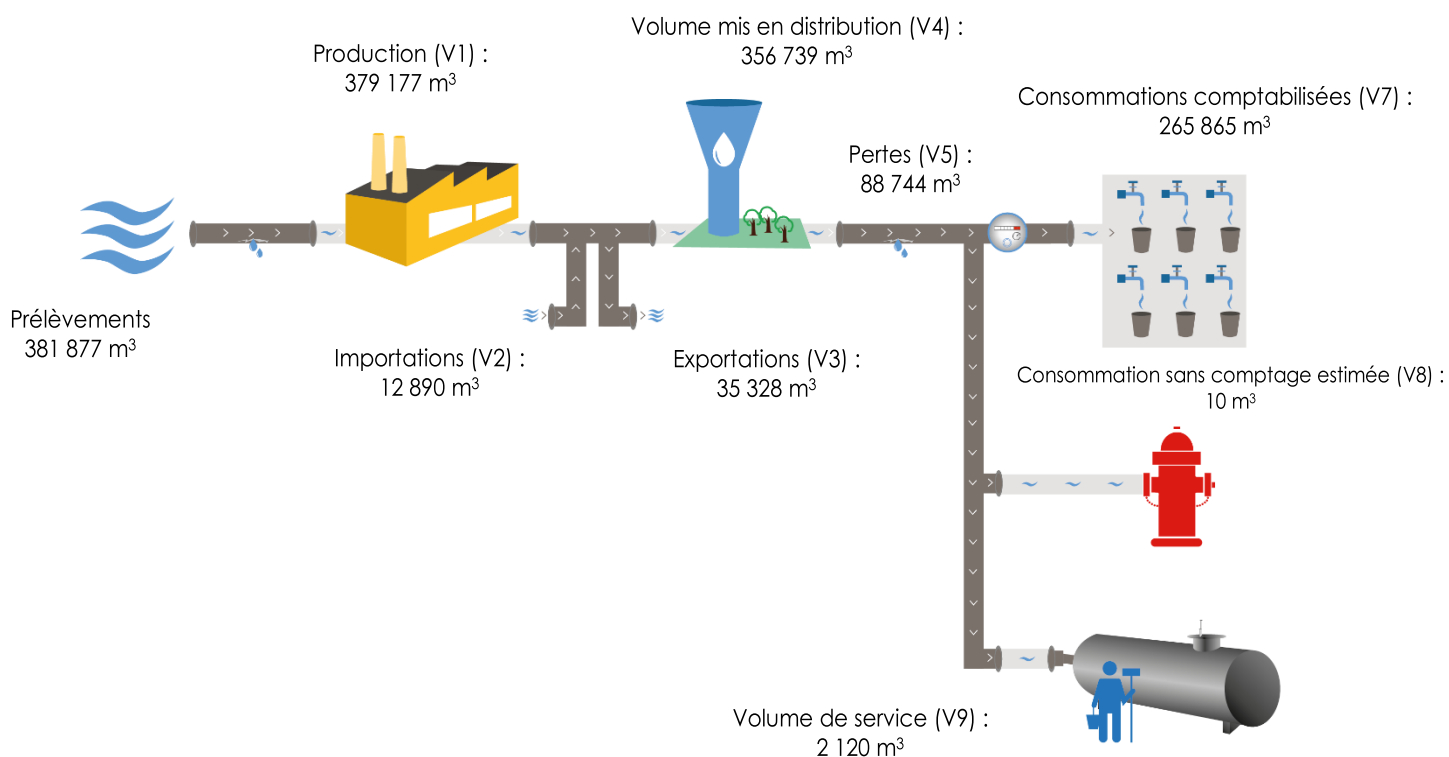 Volume mis en distribution (V4) :
356 739 m³
Production (V1) :
379 177 m³
Consommations comptabilisées (V7) :
265 865 m³
Pertes (V5) :
88 744 m³
Prélèvements
381 877 m³
Importations (V2) :
12 890 m³
Exportations (V3) :
35 328 m³
Consommation sans comptage estimée (V8) :
10 m³
Volume de service (V9) :
2 120 m³